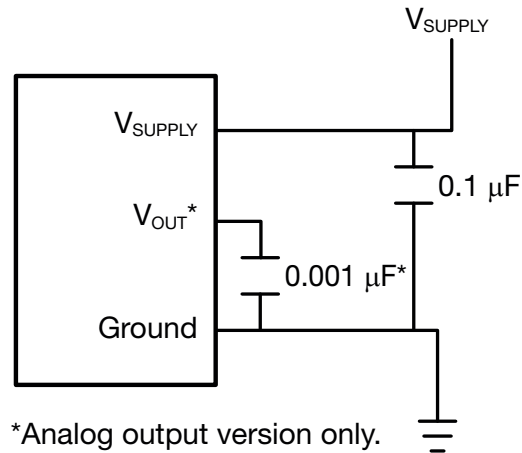 VSUPPLY
VSUPPLY
0.1 μF
VOUT*
0.001 μF*
Ground
*Analog output version only.